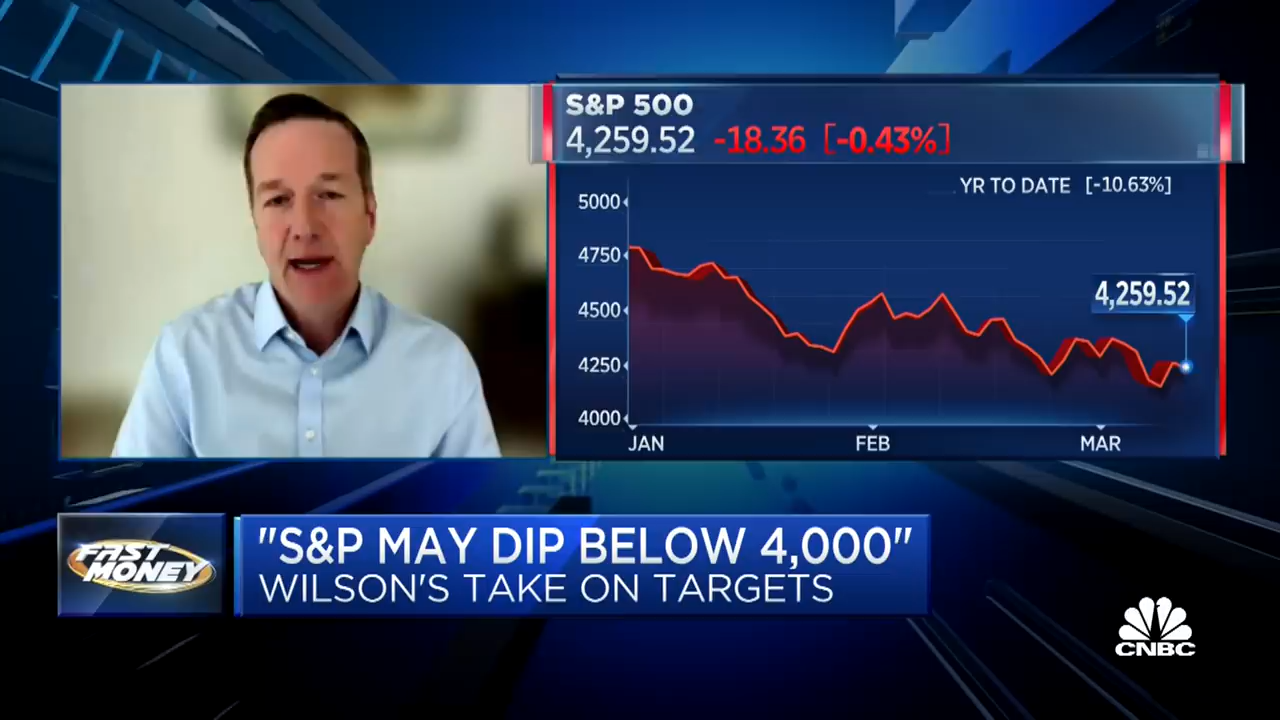 S&P 500
4,259.52 -18.36 [-0.43%]
YR TO DATE [-10.63%]
5000
4750
4500
4250
4000
4,259.52
JAN FEB MAR
FAST
MONEY
"S&P MAY DIP BELOW 4,000"
WILSON'S TAKE ON TARGETS
CNBC